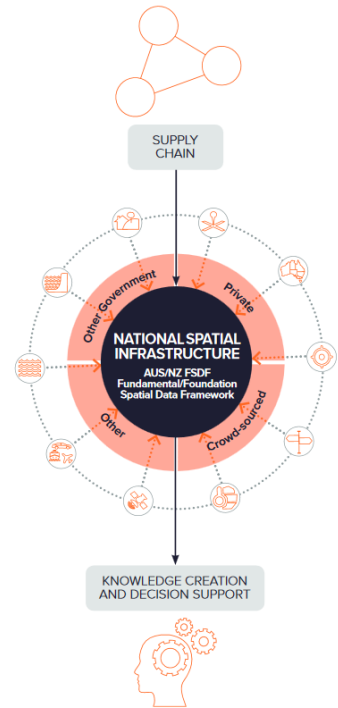 SUPPLY
CHAIN
Other Government
Private
NATIONAL SPATIAL
INFRASTRUCTURE
AUS/NZ FSDF
Fundamental/Foundation
Spatial Data Framework
Other
Crowd-sourced
KNOWLEDGE CREATION
AND DECISION SUPPORT